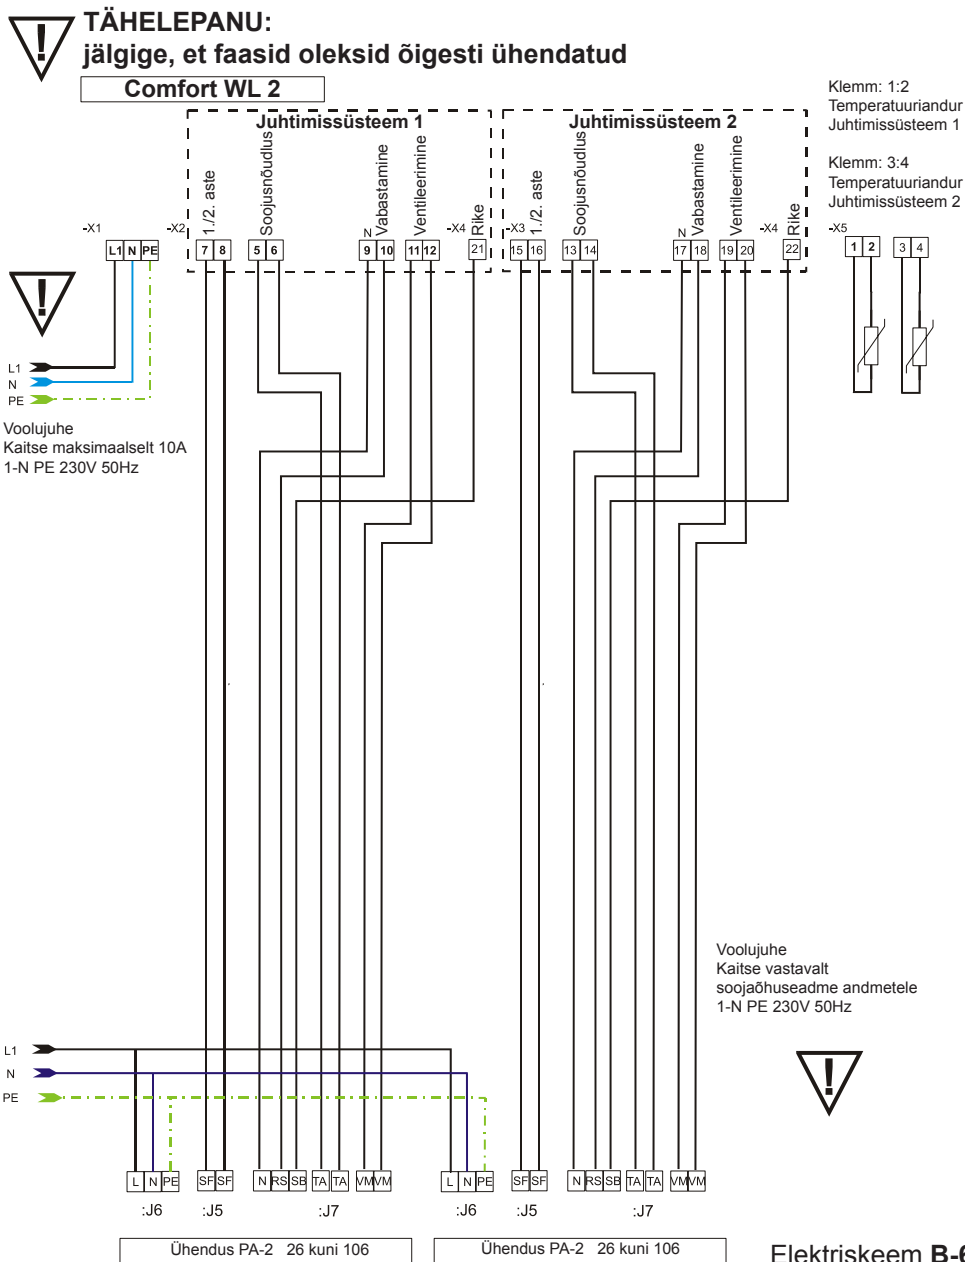 TÄHELEPANU:
jälgige, et faasid oleksid õigesti ühendatud
Comfort WL 2
Klemm: 1:2
Temperatuuriandur
Juhtimissüsteem 1
Klemm: 3:4
Temperatuuriandur
Juhtimissüsteem 2
Juhtimissüsteem 1
Juhtimissüsteem 2
1./2. aste
Soojusnõudlus
N
Vabastamine
Ventileerimine
Rike
1./2. aste
Soojusnõudlus
N
Vabastamine
Ventileerimine
Rike
-X1
-X2
-X4
-X3
-X4
-X5
L1 N PE
7 8
5 6
9 10
11 12
21
15 16
13 14
17 18
19 20
22
1 2
3 4
L1
N
PE
Voolujuhe
Kaitse maksimaalselt 10A
1-N PE 230V 50Hz
Voolujuhe
Kaitse vastavalt
soojaõhuseadme andmetele
1-N PE 230V 50Hz
L1
N
PE
L N PE
SF SF
N RS SB TA TA VM VM
L N PE
SF SF
N RS SB TA TA VM VM
:J6
:J5
:J7
:J6
:J5
:J7
Ühendus PA-2 26 kuni 106
Ühendus PA-2 26 kuni 106
Elektriskeem B-6